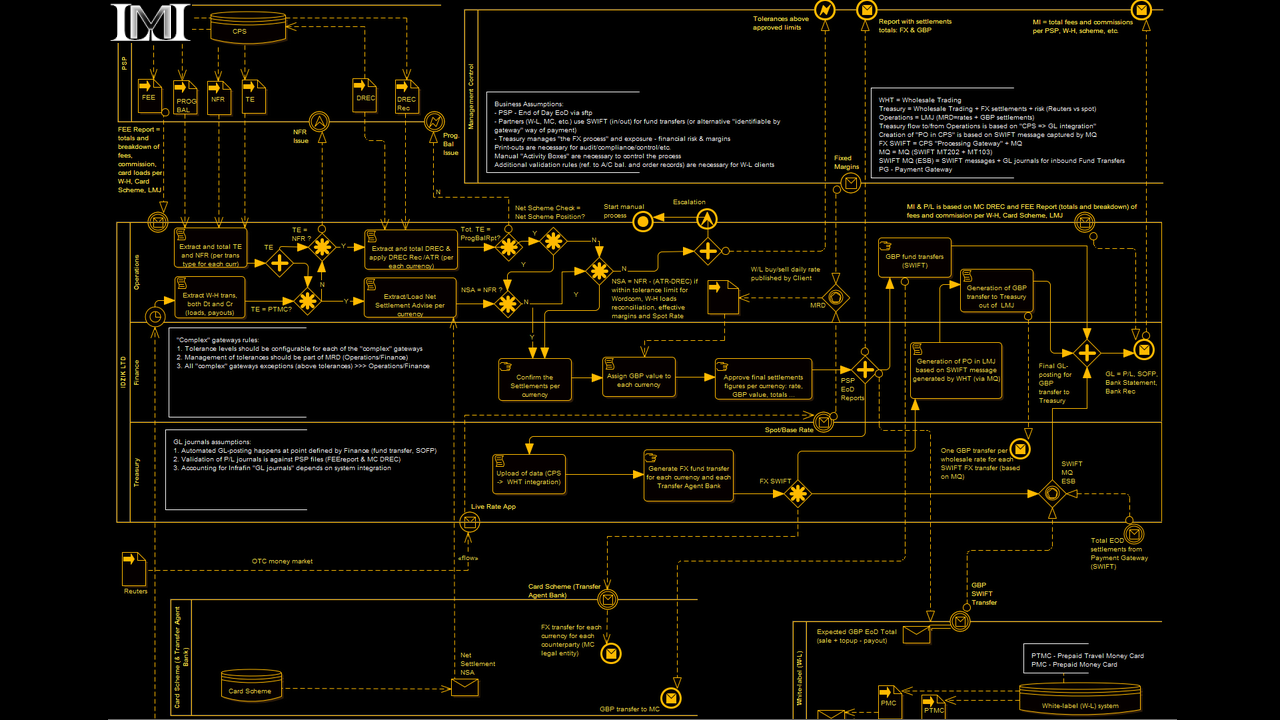 LMI
CPS
PSP
FEE
PROG
BAL
NFR
TE
DREC
DREC
Rec
FEE Report =
totals and
breakdown
of fees,
commission,
card loads
per
W-H, Card
Scheme, LMJ
NFR
Issue
Prog.
Bal
Issue
N
Management Control
Tolerances above
approved limits
Report with settlements
totals: FX & GBP
MI = total fees and commissions
per PSP, W-H, scheme, etc.
Business Assumptions:
- PSP - End of Day EoD via sftp
- Partners (W-L, MC, etc.) use SWIFT (in/out) for fund transfers (or alternative "identifiable by
gateway" way of payment)
- Treasury manages "the FX process" and exposure - financial risk & margins
Print-outs are necessary for audit/compliance/control/etc.
Manual "Activity Boxes" are necessary to control the process
Additional validation rules (ref. to A/C bal. and order records) are necessary for W-L clients
WHT = Wholesale Trading
Treasury = Wholesale Trading + FX settlements + risk (Reuters vs spot)
Operations = LMJ (MRD=rates + GBP settlements)
Treasury flow to/from Operations is based on "CPS => GL integration"
Creation of "PO in CPS" is based on SWIFT message captured by MQ
FX SWIFT = CPS "Processing Gateway" + MQ
MQ = MQ (SWIFT MT202 + MT103)
SWIFT MQ (ESB) = SWIFT messages + GL journals for inbound Fund Transfers
PG - Payment Gateway
Fixed
Margins
MI & P/L is based on MC DREC and FEE Report (totals and breakdown) of
fees and commission per W-H, Card Scheme, LMJ
IQZK LTD
Operations
Extract and total TE
and NFR (per trans
type for each curr)
Extract W-H trans,
both Dt and Cr
(loads, payouts)
TE
TE = PTMC?
TE =
NFR ?
Y
N
Y
Extract and total DREC &
apply DREC Rec/ATR (per
each currency)
Extract/Load Net
Settlement Advise per
currency
Tot. TE =
ProgBalRpt?
NSA = NFR ?
Net Scheme Check =
Net Scheme Position?
Y
N
N
Y
Y
N
Start manual
process
Escalation
NSA = NFR - (ATR-DREC) if
within tolerance limit for
Wordcom, W-H loads
reconciliation, effective
margins and Spot Rate
W/L buy/sell daily rate
published by Client
MRD
GBP fund transfers
(SWIFT)
Generation of GBP
transfer to Treasury
out of LMJ
Finance
"Complex" gateways rules:
1. Tolerance levels should be configurable for each of the "complex" gateways
2. Management of tolerances should be part of MRD (Operations/Finance)
3. All "complex" gateways exceptions (above tolerances) >>> Operations/Finance
Confirm the
Settlements per
currency
Assign GBP value to
each currency
Approve final settlements
figures per currency: rate,
GBP value, totals ...
PSP
EoD
Reports
Generation of PO in LMJ
based on SWIFT message
generated by WHT (via MQ)
Final GL-
posting for
GBP
transfer to
Treasury
GL = P/L, SOFP,
Bank Statement,
Bank Rec
Spot/Base Rate
Treasury
GL journals assumptions:
1. Automated GL-posting happens at point defined by Finance (fund transfer, SOFP)
2. Validation of P/L journals is against PSP files (FEEreport & MC DREC)
3. Accounting for Infrafin "GL journals" depends on system integration
Upload of data (CPS
-> WHT integration)
Generate FX fund transfer
for each currency and each
Transfer Agent Bank
FX SWIFT
One GBP transfer per
wholesale rate for each
SWIFT FX transfer (based
on MQ)
SWIFT
MQ
ESB
Live Rate App
«flow»
OTC money market
Reuters
Total EOD
settlements from
Payment Gateway
(SWIFT)
Card Scheme (Transfer
Agent Bank)
FX transfer for each
currency for each
counterparty (MC
legal entity)
GBP
SWIFT
Transfer
Card Scheme (& Transfer Agent
Bank)
Card Scheme
Net
Settlement
NSA
GBP transfer to MC
White-label (W-L)
Expected GBP EoD Total
(sale + topup - payout)
PTMC - Prepaid Travel Money Card
PMC - Prepaid Money Card
PMC
PTMC
White-label (W-L) system